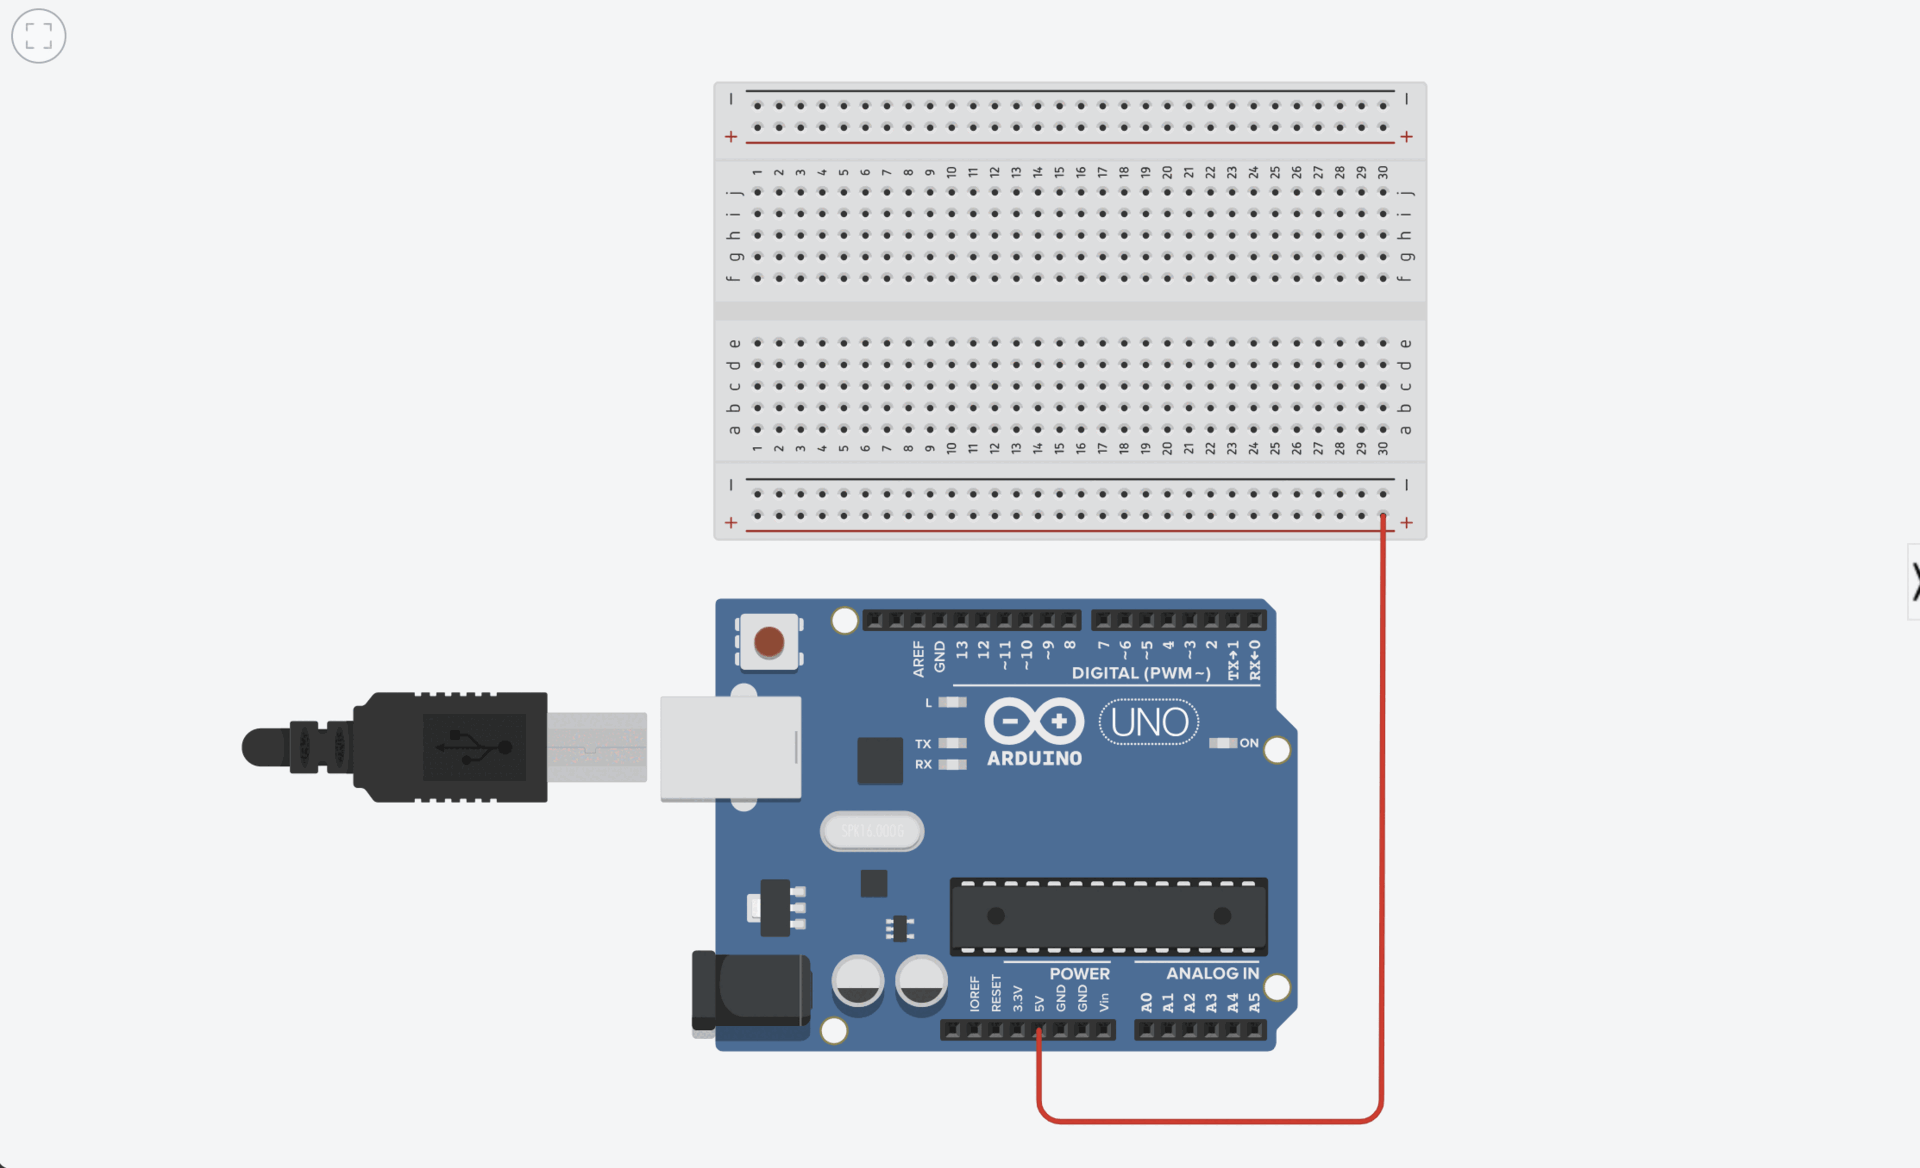 − −
+ +
1 2 3 4 5 6 7 8 9 10 11 12 13 14 15 16 17 18 19 20 21 22 23 24 25 26 27 28 29 30
j j
i i
h h
g g
f f
e e
d d
c c
b b
a a
1 2 3 4 5 6 7 8 9 10 11 12 13 14 15 16 17 18 19 20 21 22 23 24 25 26 27 28 29 30
− −
+ +
AREF GND 13 12 ~11 ~10 ~9 8 7 ~6 ~5 4 ~3 2 TX→1 RX←0
DIGITAL (PWM~)
L
UNO
TX ON
RX ARDUINO
SPK16.000G
POWER ANALOG IN
IOREF RESET 3.3V 5V GND GND Vin A0 A1 A2 A3 A4 A5